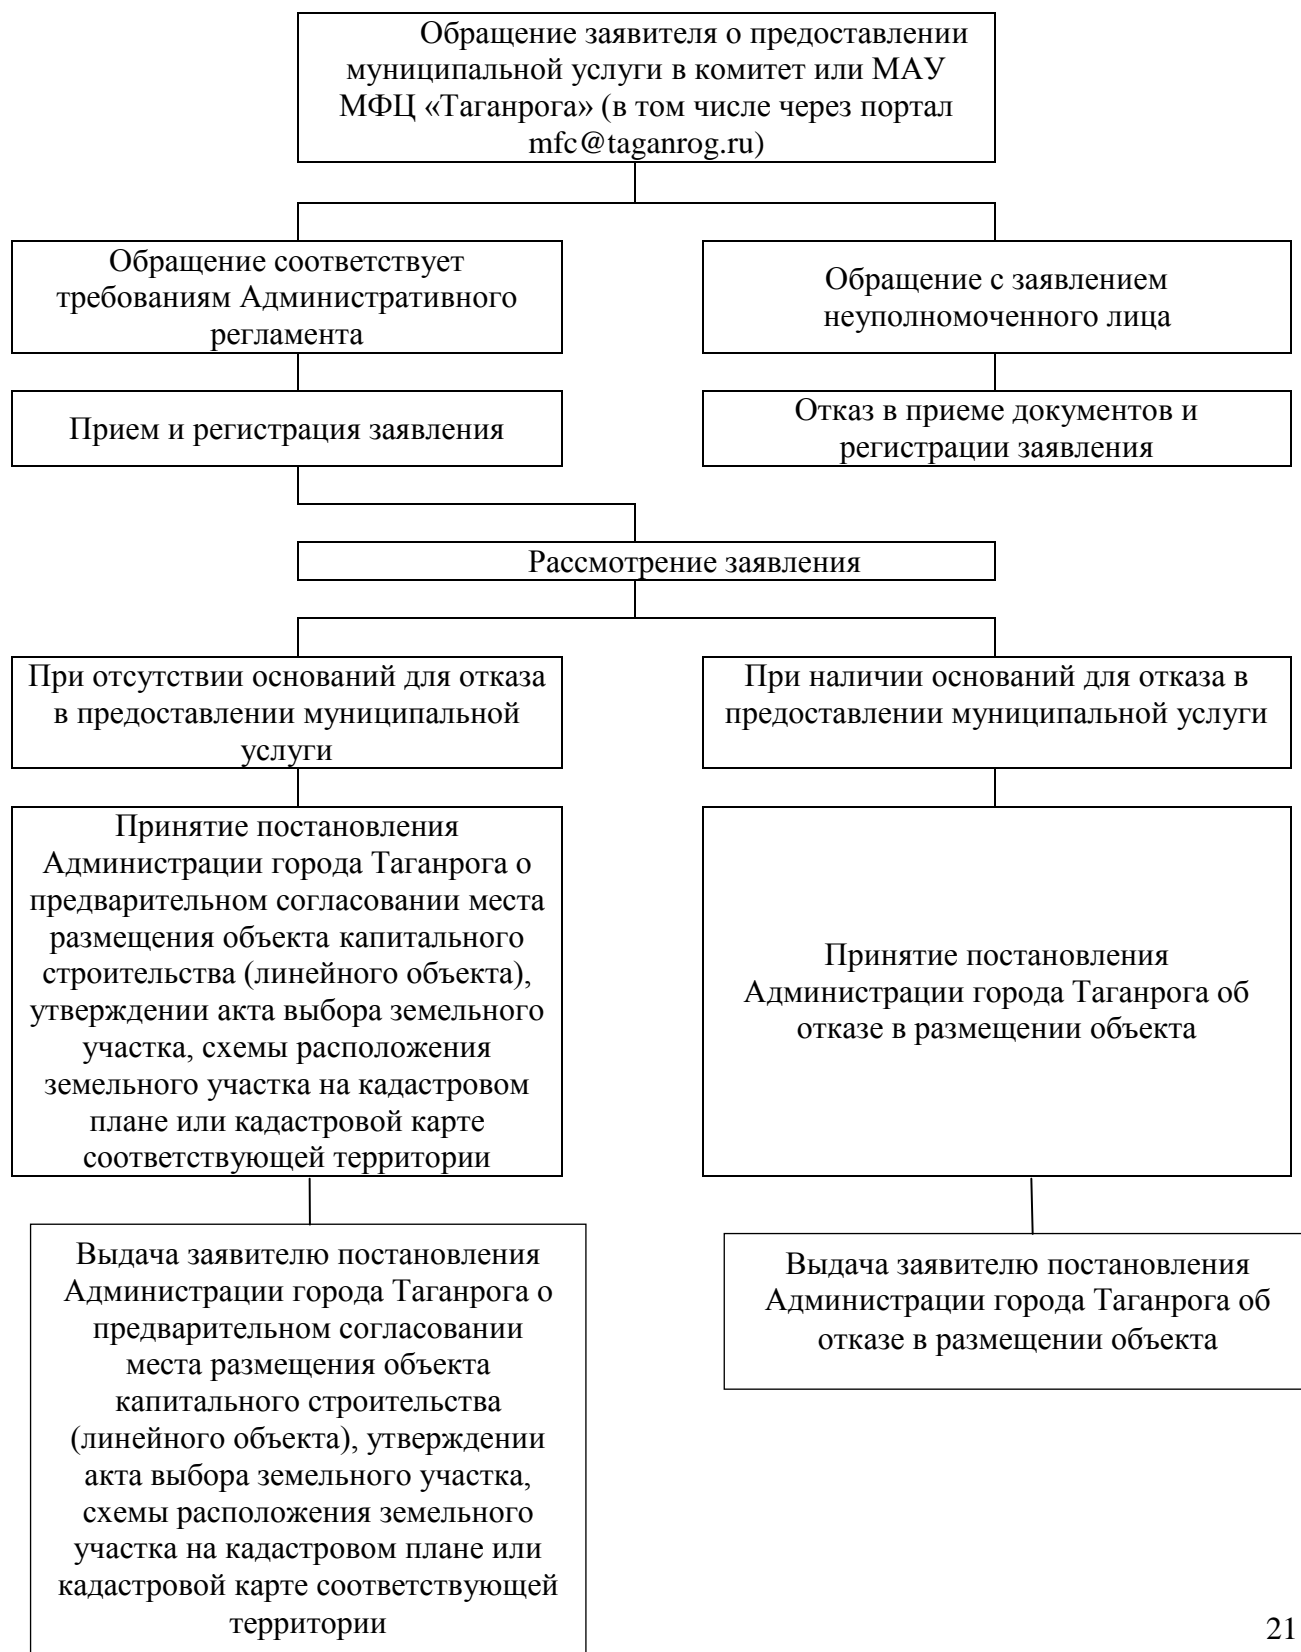 Обращение заявителя о предоставлении
муниципальной услуги в комитет или МАУ
МФЦ «Таганрога» (в том числе через портал
mfc@taganrog.ru)
Обращение соответствует
требованиям Административного
регламента
Обращение с заявлением
неуполномоченного лица
Прием и регистрация заявления
Отказ в приеме документов и
регистрации заявления
Рассмотрение заявления
При отсутствии оснований для отказа
в предоставлении муниципальной
услуги
При наличии оснований для отказа в
предоставлении муниципальной услуги
Принятие постановления
Администрации города Таганрога о
предварительном согласовании места
размещения объекта капитального
строительства (линейного объекта),
утверждении акта выбора земельного
участка, схемы расположения
земельного участка на кадастровом
плане или кадастровой карте
соответствующей территории
Принятие постановления
Администрации города Таганрога об
отказе в размещении объекта
Выдача заявителю постановления
Администрации города Таганрога о
предварительном согласовании
места размещения объекта
капитального строительства
(линейного объекта), утверждении
акта выбора земельного участка,
схемы расположения земельного
участка на кадастровом плане или
кадастровой карте соответствующей
территории
Выдача заявителю постановления
Администрации города Таганрога об
отказе в размещении объекта
21